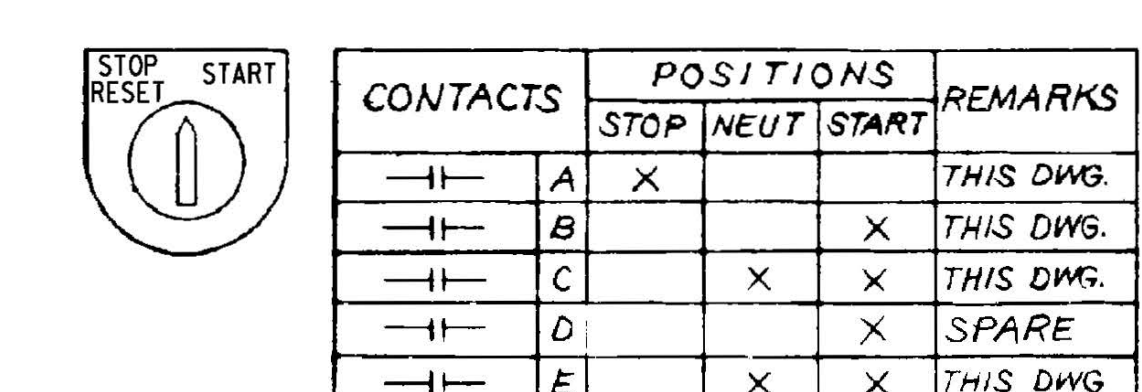 STOP
RESET
START
CONTACTS
POSITIONS
REMARKS
STOP NEUT START
A X THIS DWG.
B X THIS DWG.
C X X THIS DWG.
D X SPARE
E X X THIS DWG